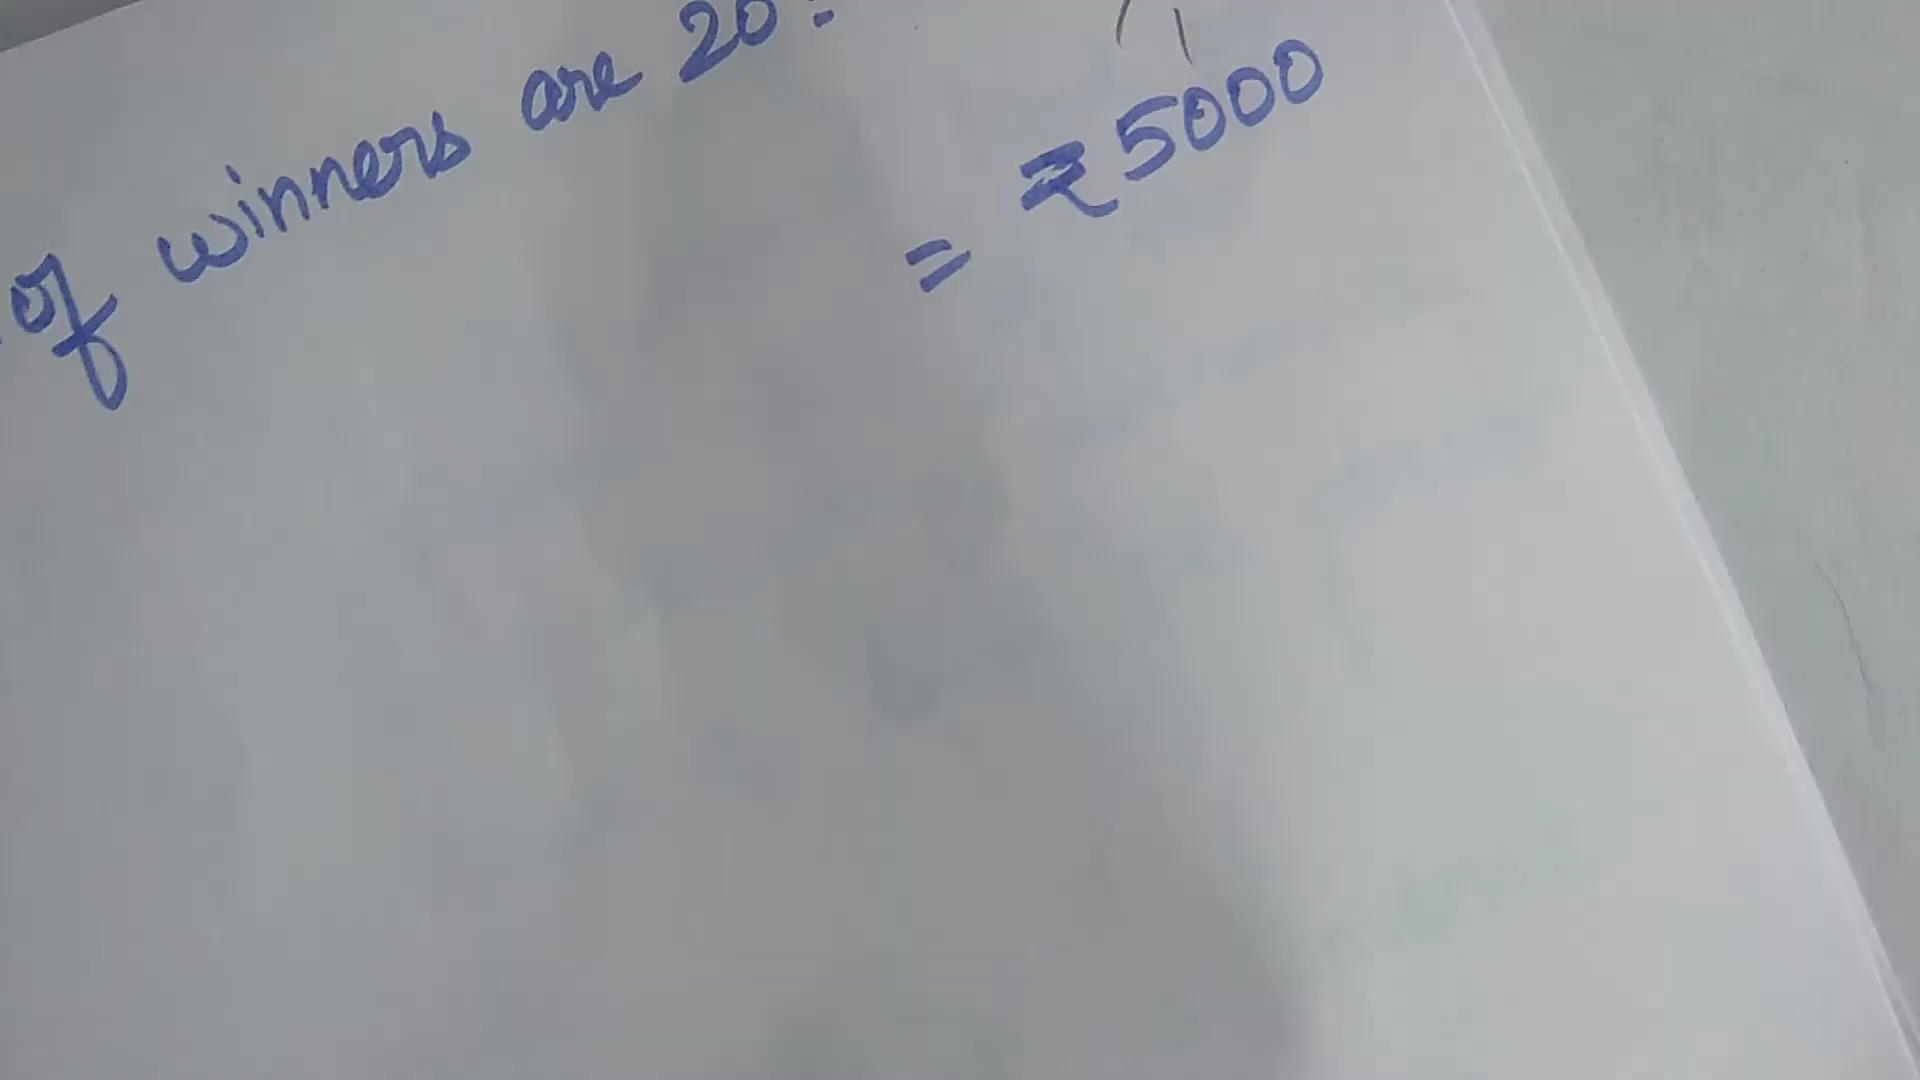 of winners are 20.
= ₹5000